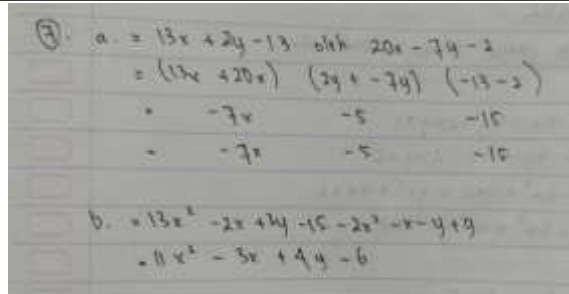 7. a. = 13x + 2y - 13 oleh 20x - 7y - 2
= (13x + 20x) (2y + -7y) (-13 - 2)
= -7x -5 -15
= -7x -5 -15
b. = 13x² - 2x + 3y - 15 - 2x² - x - y + 9
= 11x² - 3x + 4y - 6